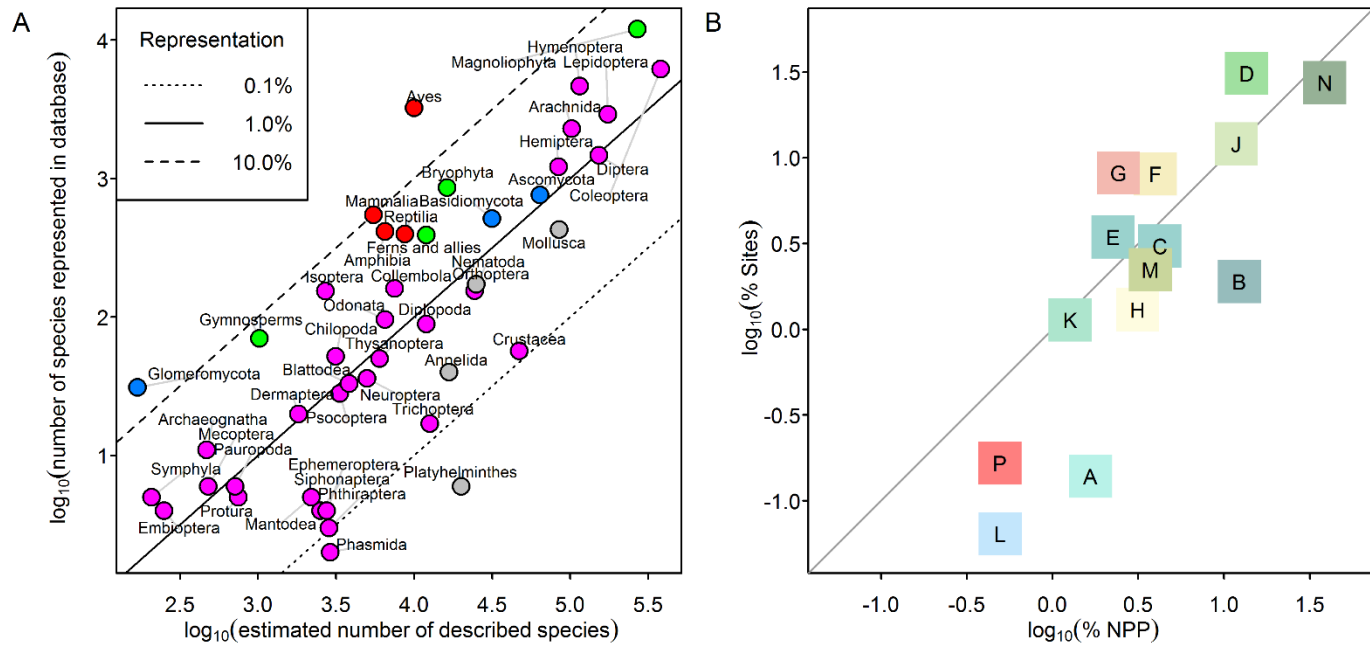 A
Representation
0.1%
1.0%
10.0%
Hymenoptera
Magnoliophyta
Lepidoptera
Aves
Arachnida
Hemiptera
Diptera
Bryophyta
Ascomycota
Coleoptera
Mammalia
Basidiomycota
Reptilia
Mollusca
Ferns and allies
Amphibia
Nematoda
Isoptera
Collembola
Orthoptera
Odonata
Diplopoda
Gymnosperms
Chilopoda
Thysanoptera
Crustacea
Annelida
Glomeromycota
Blattodea
Dermaptera
Neuroptera
Trichoptera
Archaeognatha
Psocoptera
Mecoptera
Pauropoda
Symphyla
Ephemeroptera
Platyhelminthes
Siphonaptera
Phthiraptera
Protura
Mantodea
Embioptera
Phasmida
4
3
2
1
2.5 3.0 3.5 4.0 4.5 5.0 5.5
log10(estimated number of described species)
log10(number of species represented in database)
B
D
N
J
G F
E
C
M
B
H
K
P
A
L
1.5
1.0
0.5
0.0
-0.5
-1.0
-1.0 -0.5 0.0 0.5 1.0 1.5
log10(% NPP)
log10(% Sites)